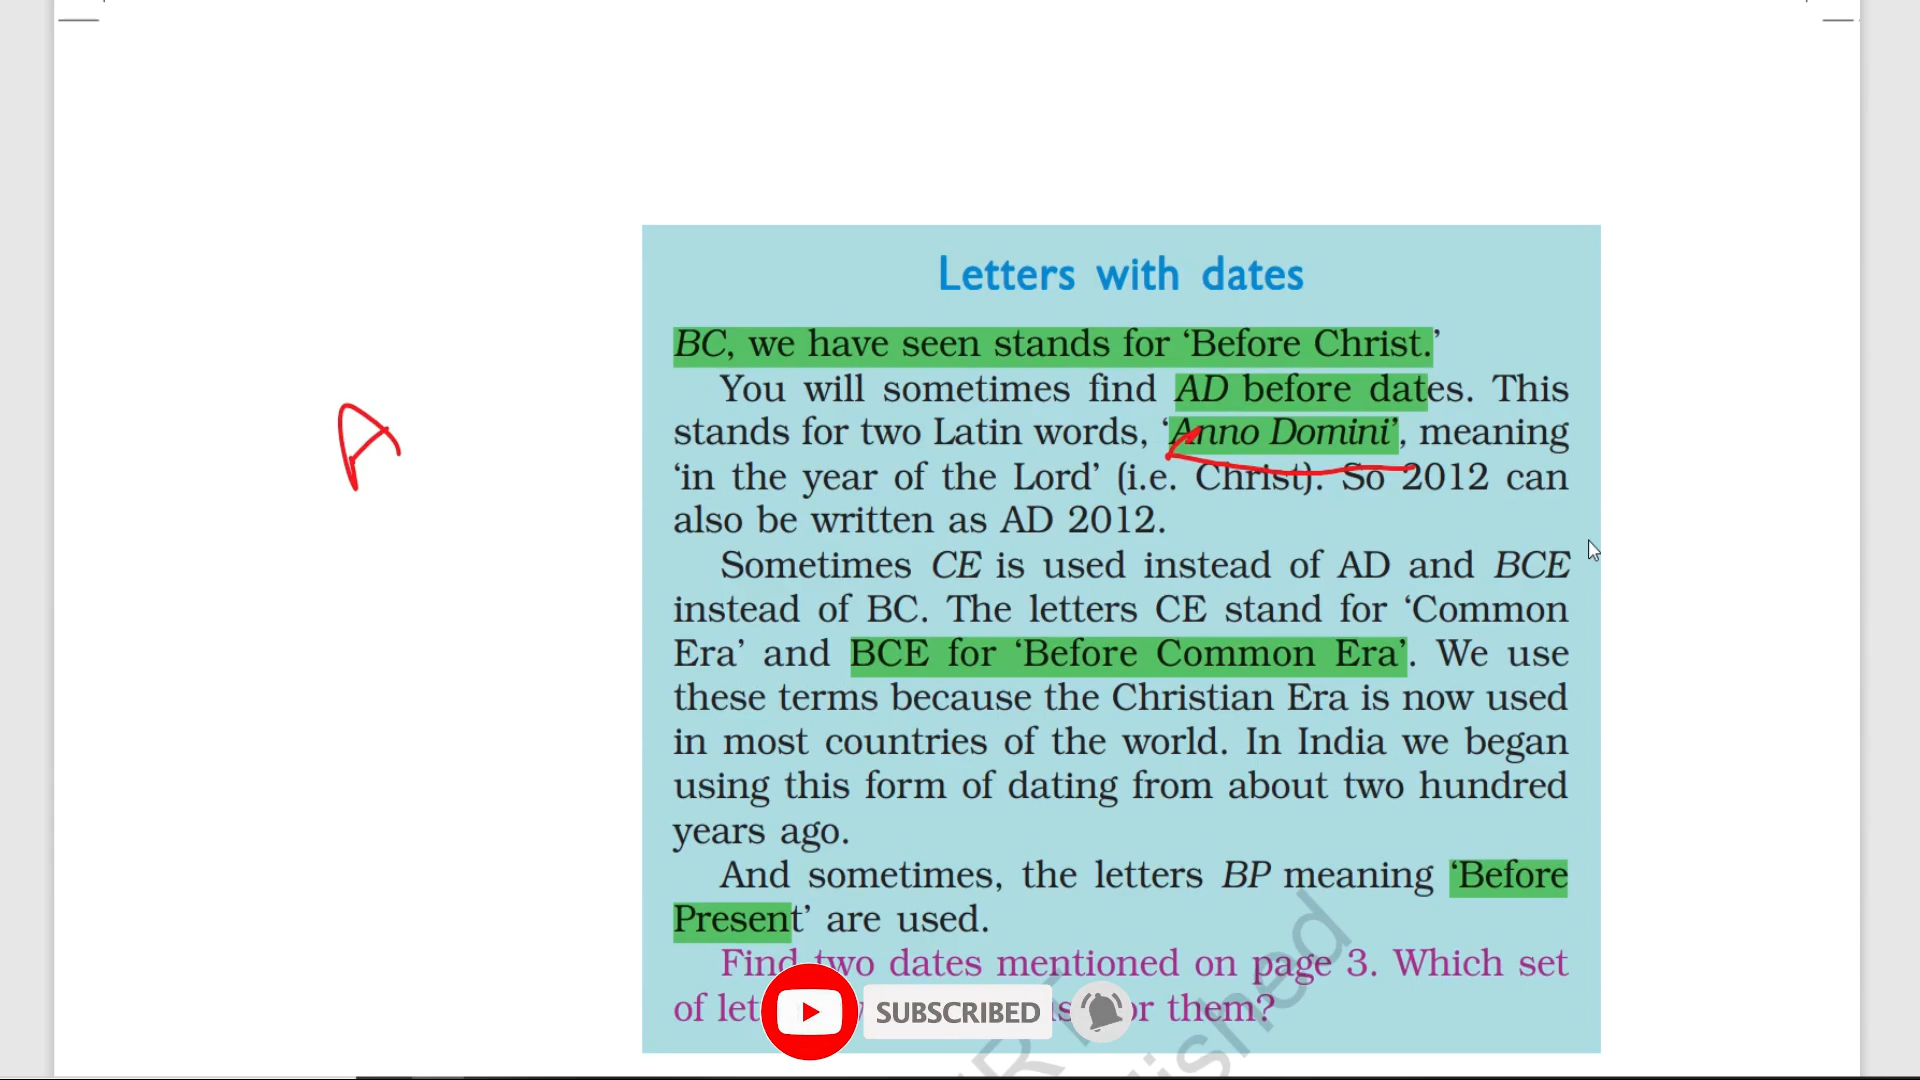 Letters with dates
BC, we have seen stands for ‘Before Christ.’
You will sometimes find AD before dates. This
stands for two Latin words, ‘Anno Domini’, meaning
‘in the year of the Lord’ (i.e. Christ). So 2012 can
also be written as AD 2012.
A
Sometimes CE is used instead of AD and BCE
instead of BC. The letters CE stand for ‘Common
Era’ and BCE for ‘Before Common Era’. We use
these terms because the Christian Era is now used
in most countries of the world. In India we began
using this form of dating from about two hundred
years ago.
And sometimes, the letters BP meaning ‘Before
Present’ are used.
Find two dates mentioned on page 3. Which set
of for them?
SUBSCRIBED